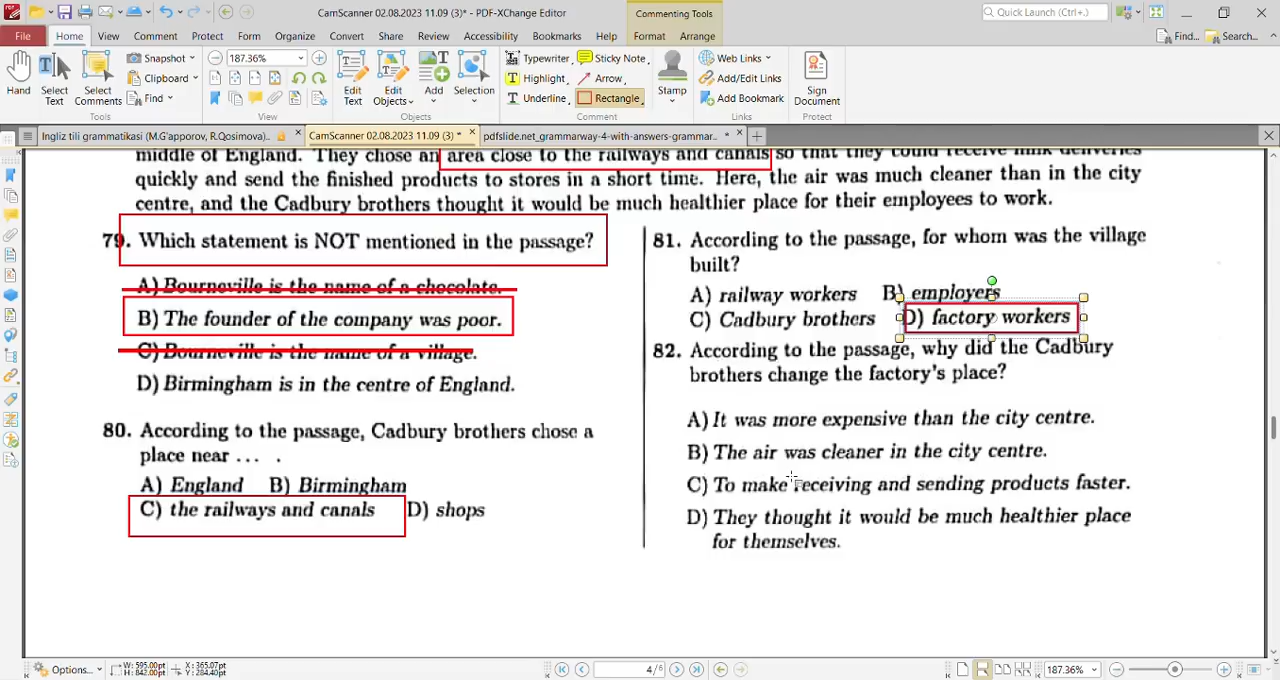 CamScanner 02.08.2023 11.09 (3)* - PDF-XChange Editor
Commenting Tools
Quick Launch (Ctrl+.)
File Home View Comment Protect Form Organize Convert Share Review Accessibility Bookmarks Help Format Arrange Find... Search...
Hand
Select Text
Select Comments
Snapshot
Clipboard
Find
Tools
187.36%
View
Edit Text
Edit Objects
Add
Selection
Objects
Typewriter
Sticky Note
Highlight
Arrow
Underline
Rectangle
Stamp
Comment
Web Links
Add/Edit Links
Add Bookmark
Links
Sign Document
Protect
Ingliz tili grammatikasi (M.G'apporov, R.Qosimova)..
CamScanner 02.08.2023 11.09 (3) *
pdfslide.net_grammarway-4-with-answers-grammar... *
middle of England. They chose an area close to the railways and canals so that they could receive milk deliveries
quickly and send the finished products to stores in a short time. Here, the air was much cleaner than in the city
centre, and the Cadbury brothers thought it would be much healthier place for their employees to work.
79. Which statement is NOT mentioned in the passage?
A) Bourneville is the name of a chocolate.
B) The founder of the company was poor.
C) Bourneville is the name of a village.
D) Birmingham is in the centre of England.
80. According to the passage, Cadbury brothers chose a
place near ... .
A) England B) Birmingham
C) the railways and canals D) shops
81. According to the passage, for whom was the village
built?
A) railway workers B) employers
C) Cadbury brothers D) factory workers
82. According to the passage, why did the Cadbury
brothers change the factory's place?
A) It was more expensive than the city centre.
B) The air was cleaner in the city centre.
C) To make receiving and sending products faster.
D) They thought it would be much healthier place
for themselves.
Options...
W: 595.00pt
H: 842.00pt
X: 365.07pt
Y: 284.40pt
4 / 6
187.36%